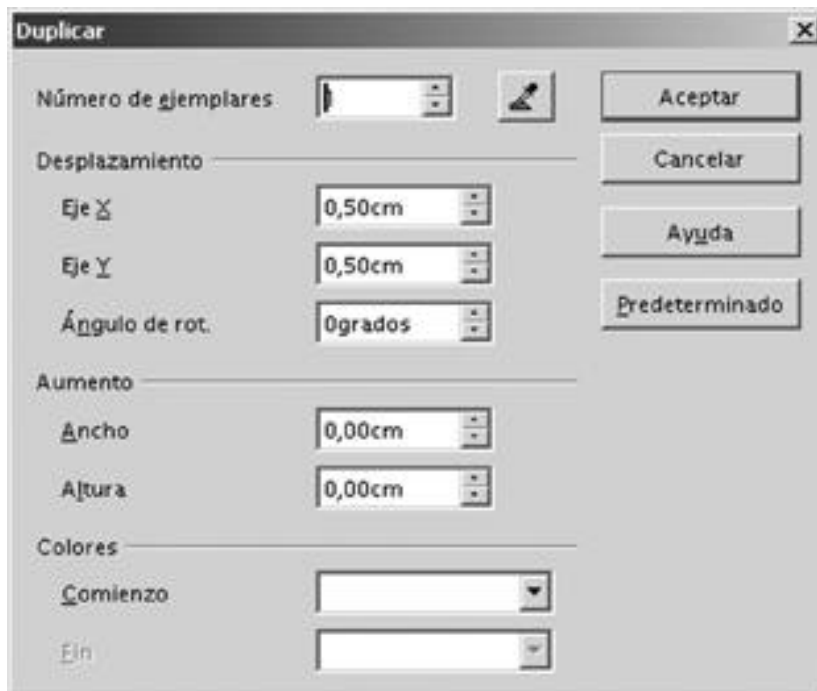 Duplicar
Número de ejemplares
Aceptar
Desplazamiento
Cancelar
Eje X
0,50cm
Ayuda
Eje Y
0,50cm
Predeterminado
Ángulo de rot.
0grados
Aumento
Ancho
0,00cm
Altura
0,00cm
Colores
Comienzo
Fin